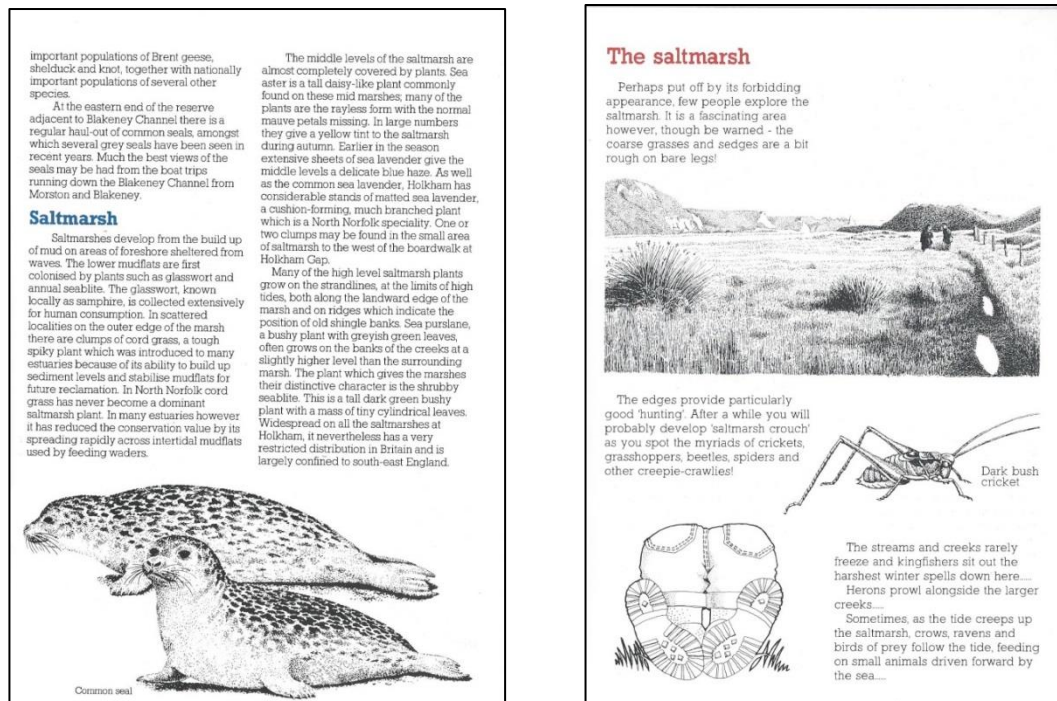 important populations of Brent geese,
shelduck and knot, together with nationally
important populations of several other
species.
At the eastern end of the reserve
adjacent to Blakeney Channel there is a
regular haul-out of common seals, amongst
which several grey seals have been seen in
recent years. Much the best views of the
seals may be had from the boat trips
running down the Blakeney Channel from
Morston and Blakeney.
Saltmarsh
Saltmarshes develop from the build up
of mud on areas of foreshore sheltered from
waves. The lower mudflats are first
colonised by plants such as glasswort and
annual seablite. The glasswort, known
locally as samphire, is collected extensively
for human consumption. In scattered
localities on the outer edge of the marsh
there are clumps of cord grass, a tough
spiky plant which was introduced to many
estuaries because of its ability to build up
sediment levels and stabilise mudflats for
future reclamation. In North Norfolk cord
grass has never become a dominant
saltmarsh plant. In many estuaries however
it has reduced the conservation value by its
spreading rapidly across intertidal mudflats
used by feeding waders.
The middle levels of the saltmarsh are
almost completely covered by plants. Sea
aster is a tall daisy-like plant commonly
found on these mid marshes; many of the
plants are the rayless form with the normal
mauve petals missing. In large numbers
they give a yellow tint to the saltmarsh
during autumn. Earlier in the season
extensive sheets of sea lavender give the
middle levels a delicate blue haze. As well
as the common sea lavender, Holkham has
considerable stands of matted sea lavender,
a cushion-forming, much branched plant
which is a North Norfolk speciality. One or
two clumps may be found in the small area
of saltmarsh to the west of the boardwalk at
Holkham Gap.
Many of the high level saltmarsh plants
grow on the strandlines, at the limits of high
tides, both along the landward edge of the
marsh and on ridges which indicate the
position of old shingle banks. Sea purslane,
a bushy plant with greyish green leaves,
often grows on the banks of the creeks at a
slightly higher level than the surrounding
marsh. The plant which gives the marshes
their distinctive character is the shrubby
seablite. This is a tall dark green bushy
plant with a mass of tiny cylindrical leaves.
Widespread on all the saltmarshes at
Holkham, it nevertheless has a very
restricted distribution in Britain and is
largely confined to south-east England.
Common seal
The saltmarsh
Perhaps put off by its forbidding
appearance, few people explore the
saltmarsh. It is a fascinating area
however, though be warned - the
coarse grasses and sedges are a bit
rough on bare legs!
The edges provide particularly
good 'hunting'. After a while you will
probably develop 'saltmarsh crouch'
as you spot the myriads of crickets,
grasshoppers, beetles, spiders and
other creepie-crawlies!
Dark bush
cricket
The streams and creeks rarely
freeze and kingfishers sit out the
harshest winter spells down here.....
Herons prowl alongside the larger
creeks.....
Sometimes, as the tide creeps up
the saltmarsh, crows, ravens and
birds of prey follow the tide, feeding
on small animals driven forward by
the sea.....